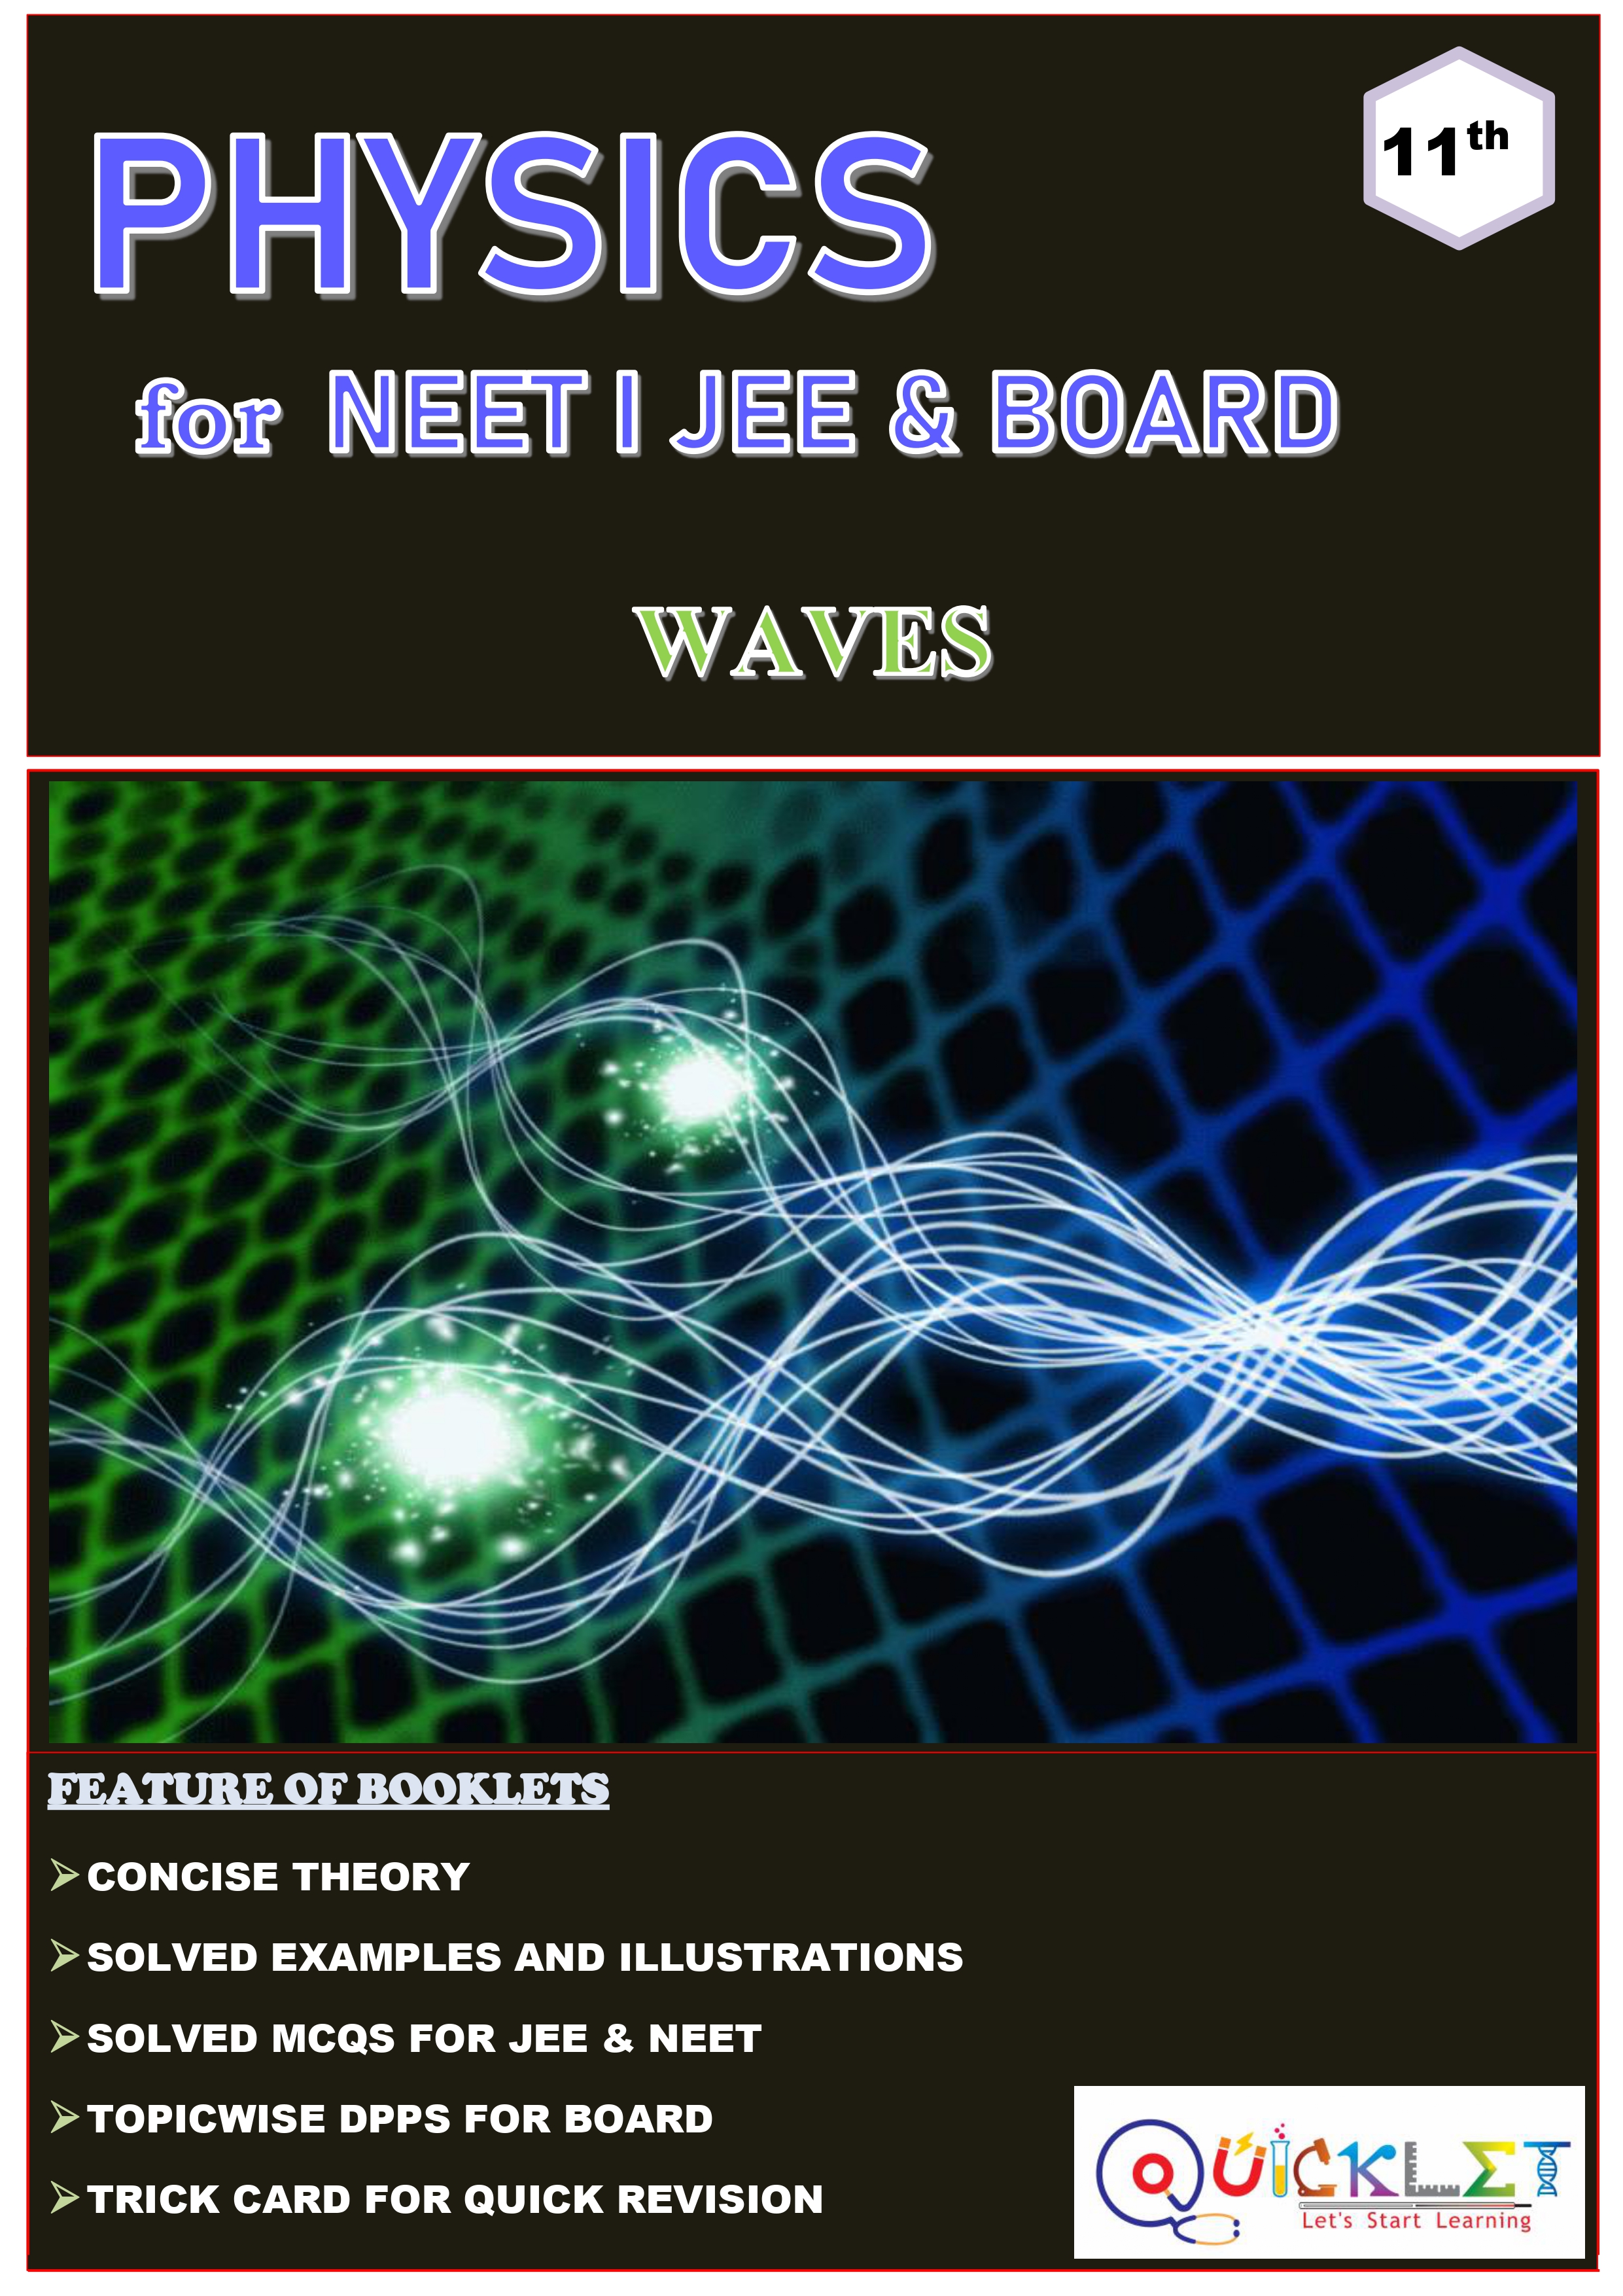 11th
PHYSICS
for NEET I JEE & BOARD
WAVES
FEATURE OF BOOKLETS
➢ CONCISE THEORY
➢ SOLVED EXAMPLES AND ILLUSTRATIONS
➢ SOLVED MCQS FOR JEE & NEET
➢ TOPICWISE DPPS FOR BOARD
➢ TRICK CARD FOR QUICK REVISION
QUICKLET
Let's Start Learning